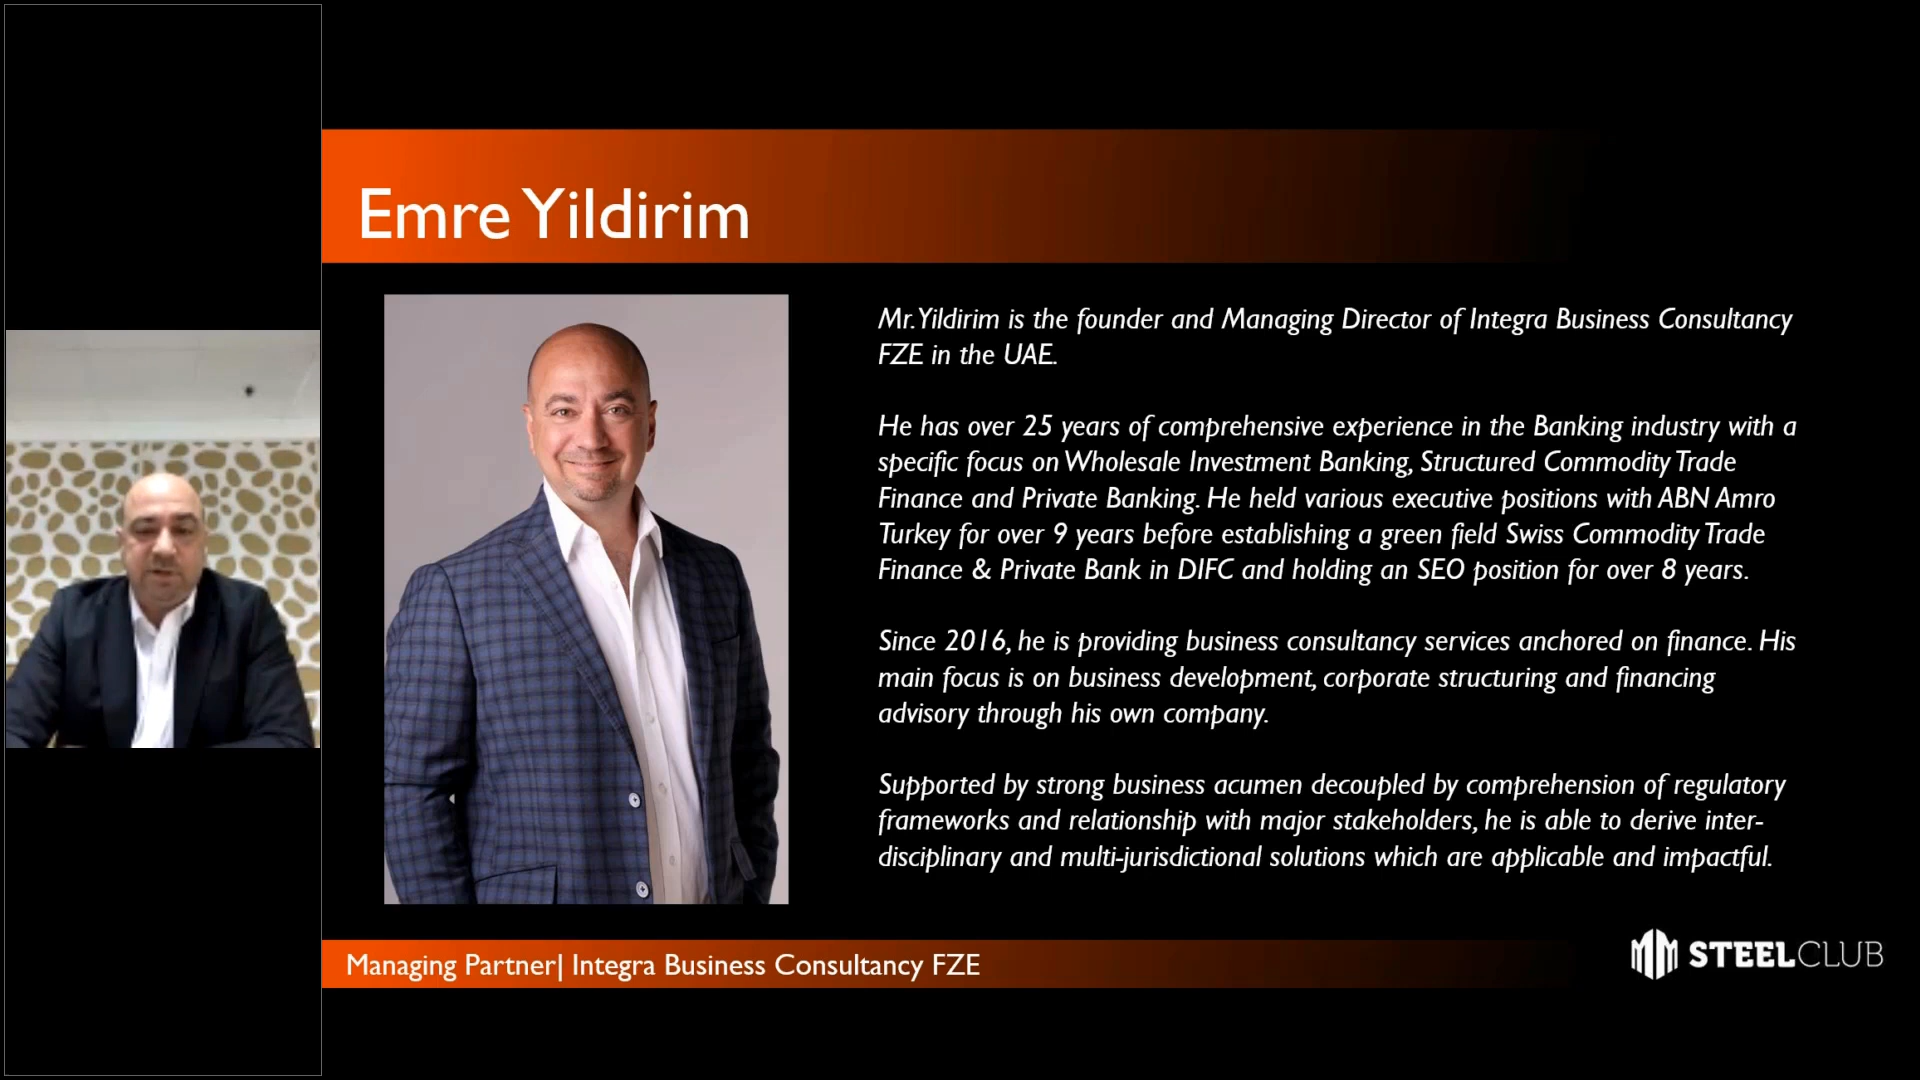 Emre Yildirim
Mr. Yildirim is the founder and Managing Director of Integra Business Consultancy
FZE in the UAE.
He has over 25 years of comprehensive experience in the Banking industry with a
specific focus on Wholesale Investment Banking, Structured Commodity Trade
Finance and Private Banking. He held various executive positions with ABN Amro
Turkey for over 9 years before establishing a green field Swiss Commodity Trade
Finance & Private Bank in DIFC and holding an SEO position for over 8 years.
Since 2016, he is providing business consultancy services anchored on finance. His
main focus is on business development, corporate structuring and financing
advisory through his own company.
Supported by strong business acumen decoupled by comprehension of regulatory
frameworks and relationship with major stakeholders, he is able to derive inter-
disciplinary and multi-jurisdictional solutions which are applicable and impactful.
Managing Partner| Integra Business Consultancy FZE
STEELCLUB